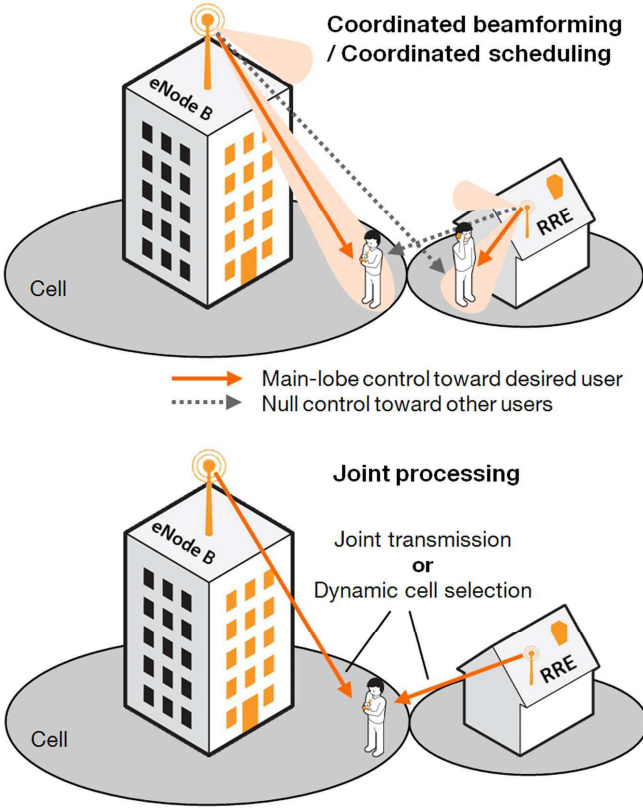 Coordinated beamforming
/ Coordinated scheduling
eNode B
RRE
Cell
Main-lobe control toward desired user
Null control toward other users
Joint processing
eNode B
Joint transmission
or
Dynamic cell selection
RRE
Cell